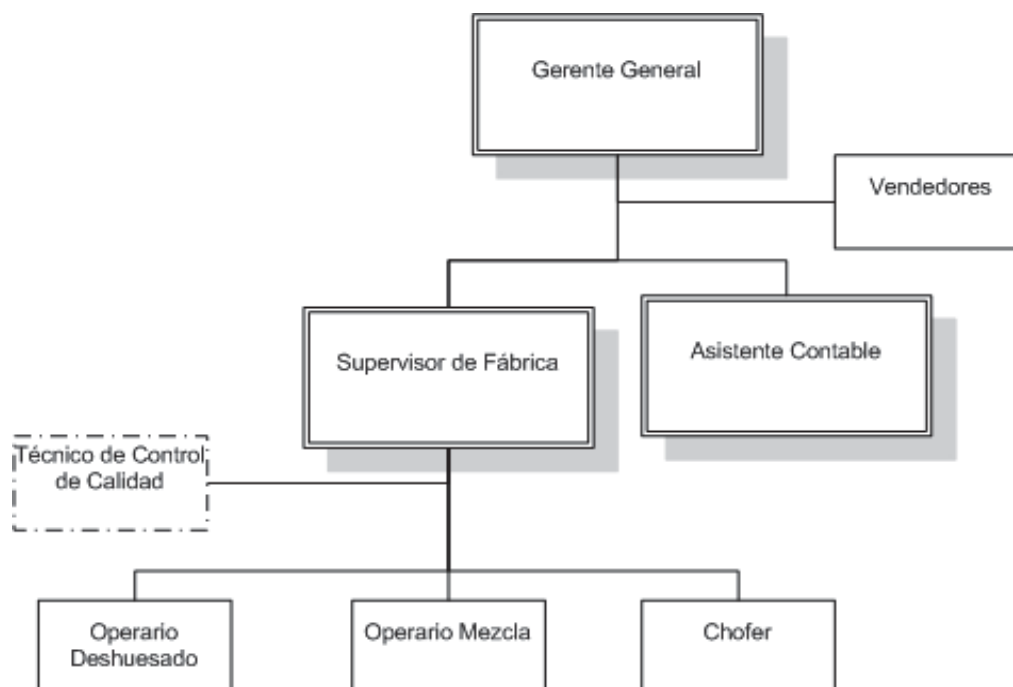 Gerente General
Vendedores
Supervisor de Fábrica
Asistente Contable
Técnico de Control
de Calidad
Operario
Deshuesado
Operario Mezcla
Chofer